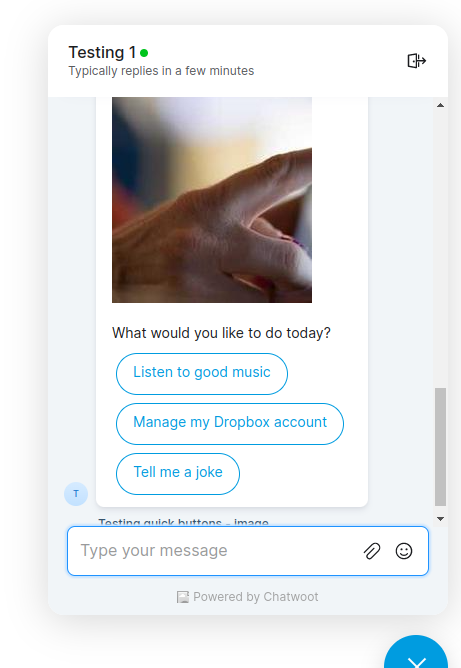 Testing 1
Typically replies in a few minutes
What would you like to do today?
Listen to good music
Manage my Dropbox account
Tell me a joke
T
Testing quick buttons - image
Type your message
Powered by Chatwoot